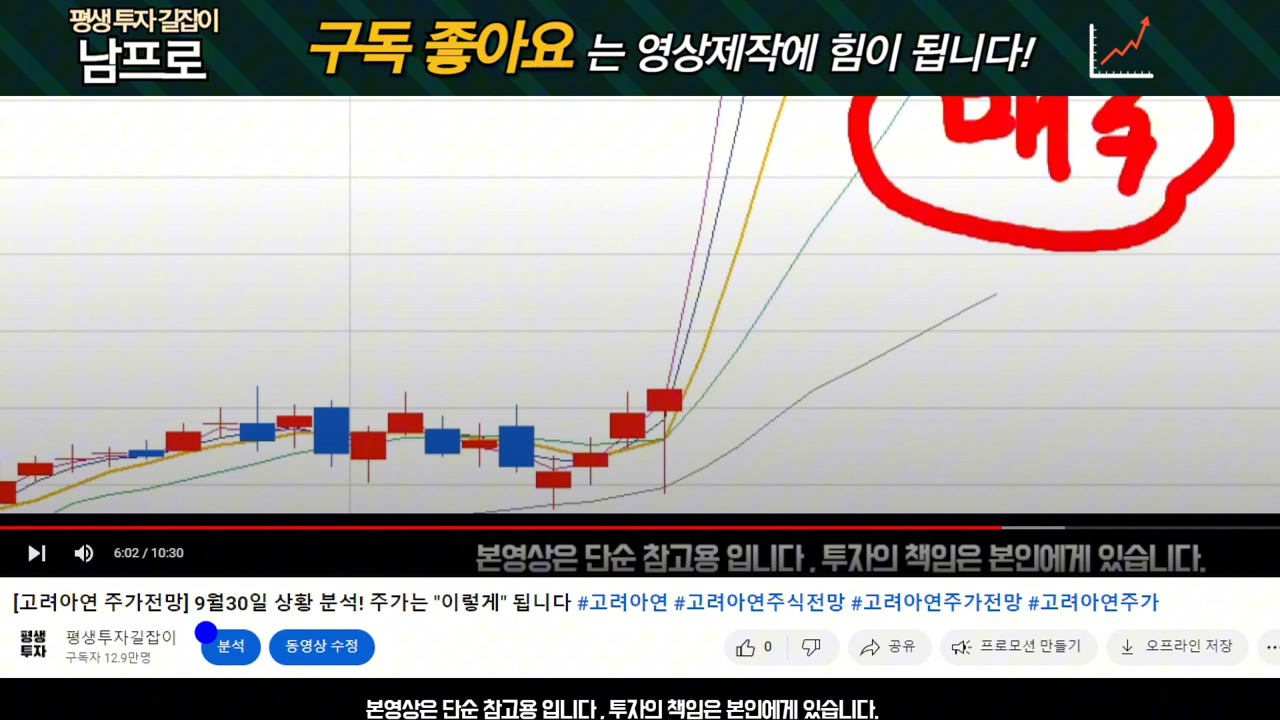 평생 투자 길잡이
남프로
구독 좋아요 는 영상제작에 힘이 됩니다!
6:02 / 10:30
본영상은 단순 참고용 입니다 , 투자의 책임은 본인에게 있습니다.
[고려아연 주가전망] 9월30일 상황 분석! 주가는 "이렇게" 됩니다 #고려아연 #고려아연주식전망 #고려아연주가전망 #고려아연주가
평생
투자
평생투자길잡이
구독자 12.9만명
분석
동영상 수정
0
공유
프로모션 만들기
오프라인 저장
본영상은 단순 참고용 입니다 , 투자의 책임은 본인에게 있습니다.